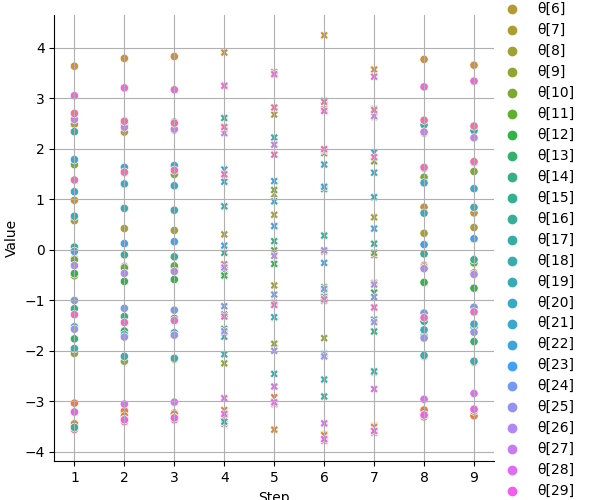 4
3
2
1
0
−1
−2
−3
−4
Value
1 2 3 4 5 6 7 8 9
Step
θ[6]
θ[7]
θ[8]
θ[9]
θ[10]
θ[11]
θ[12]
θ[13]
θ[14]
θ[15]
θ[16]
θ[17]
θ[18]
θ[19]
θ[20]
θ[21]
θ[22]
θ[23]
θ[24]
θ[25]
θ[26]
θ[27]
θ[28]
θ[29]